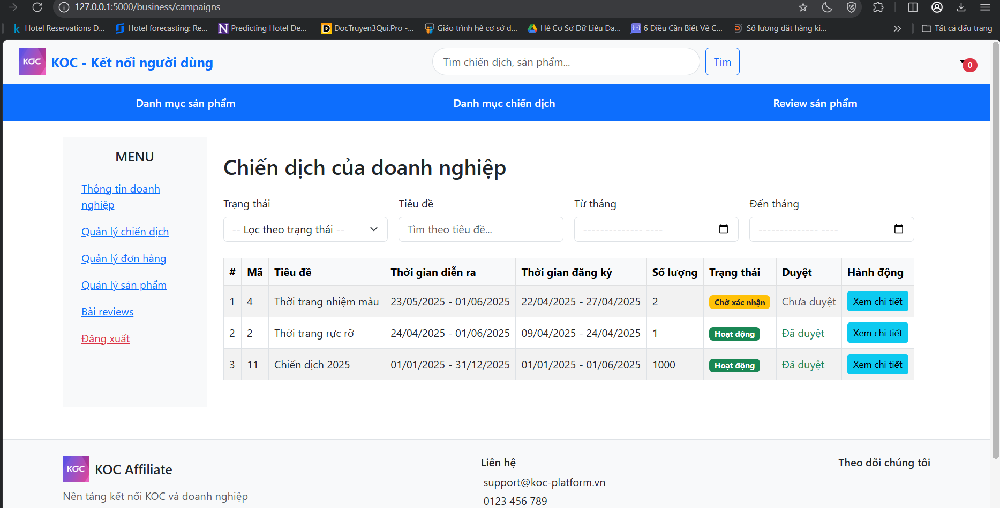 127.0.0.1:5000/business/campaigns
Hotel Reservations D...
Hotel forecasting: Re...
Predicting Hotel De...
DocTruyen3Qui.Pro -...
Giáo trình hệ cơ sở d...
Hệ Cơ Sở Dữ Liệu Đa...
6 Điều Cần Biết Về C...
Số lượng đặt hàng ki...
Tất cả dấu trang
KOC
KOC - Kết nối người dùng
Tìm chiến dịch, sản phẩm...
Tìm
0
Danh mục sản phẩm
Danh mục chiến dịch
Review sản phẩm
MENU
Thông tin doanh
nghiệp
Quản lý chiến dịch
Quản lý đơn hàng
Quản lý sản phẩm
Bài reviews
Đăng xuất
Chiến dịch của doanh nghiệp
Trạng thái Tiêu đề Từ tháng Đến tháng
-- Lọc theo trạng thái -- Tìm theo tiêu đề... -------------- ---- -------------- ----
# Mã Tiêu đề Thời gian diễn ra Thời gian đăng ký Số lượng Trạng thái Duyệt Hành động
1 4 Thời trang nhiệm màu 23/05/2025 - 01/06/2025 22/04/2025 - 27/04/2025 2 Chờ xác nhận Chưa duyệt Xem chi tiết
2 2 Thời trang rực rỡ 24/04/2025 - 01/06/2025 09/04/2025 - 24/04/2025 1 Hoạt động Đã duyệt Xem chi tiết
3 11 Chiến dịch 2025 01/01/2025 - 31/12/2025 01/01/2025 - 01/06/2025 1000 Hoạt động Đã duyệt Xem chi tiết
KOC
KOC Affiliate
Nền tảng kết nối KOC và doanh nghiệp
Liên hệ
support@koc-platform.vn
0123 456 789
Theo dõi chúng tôi